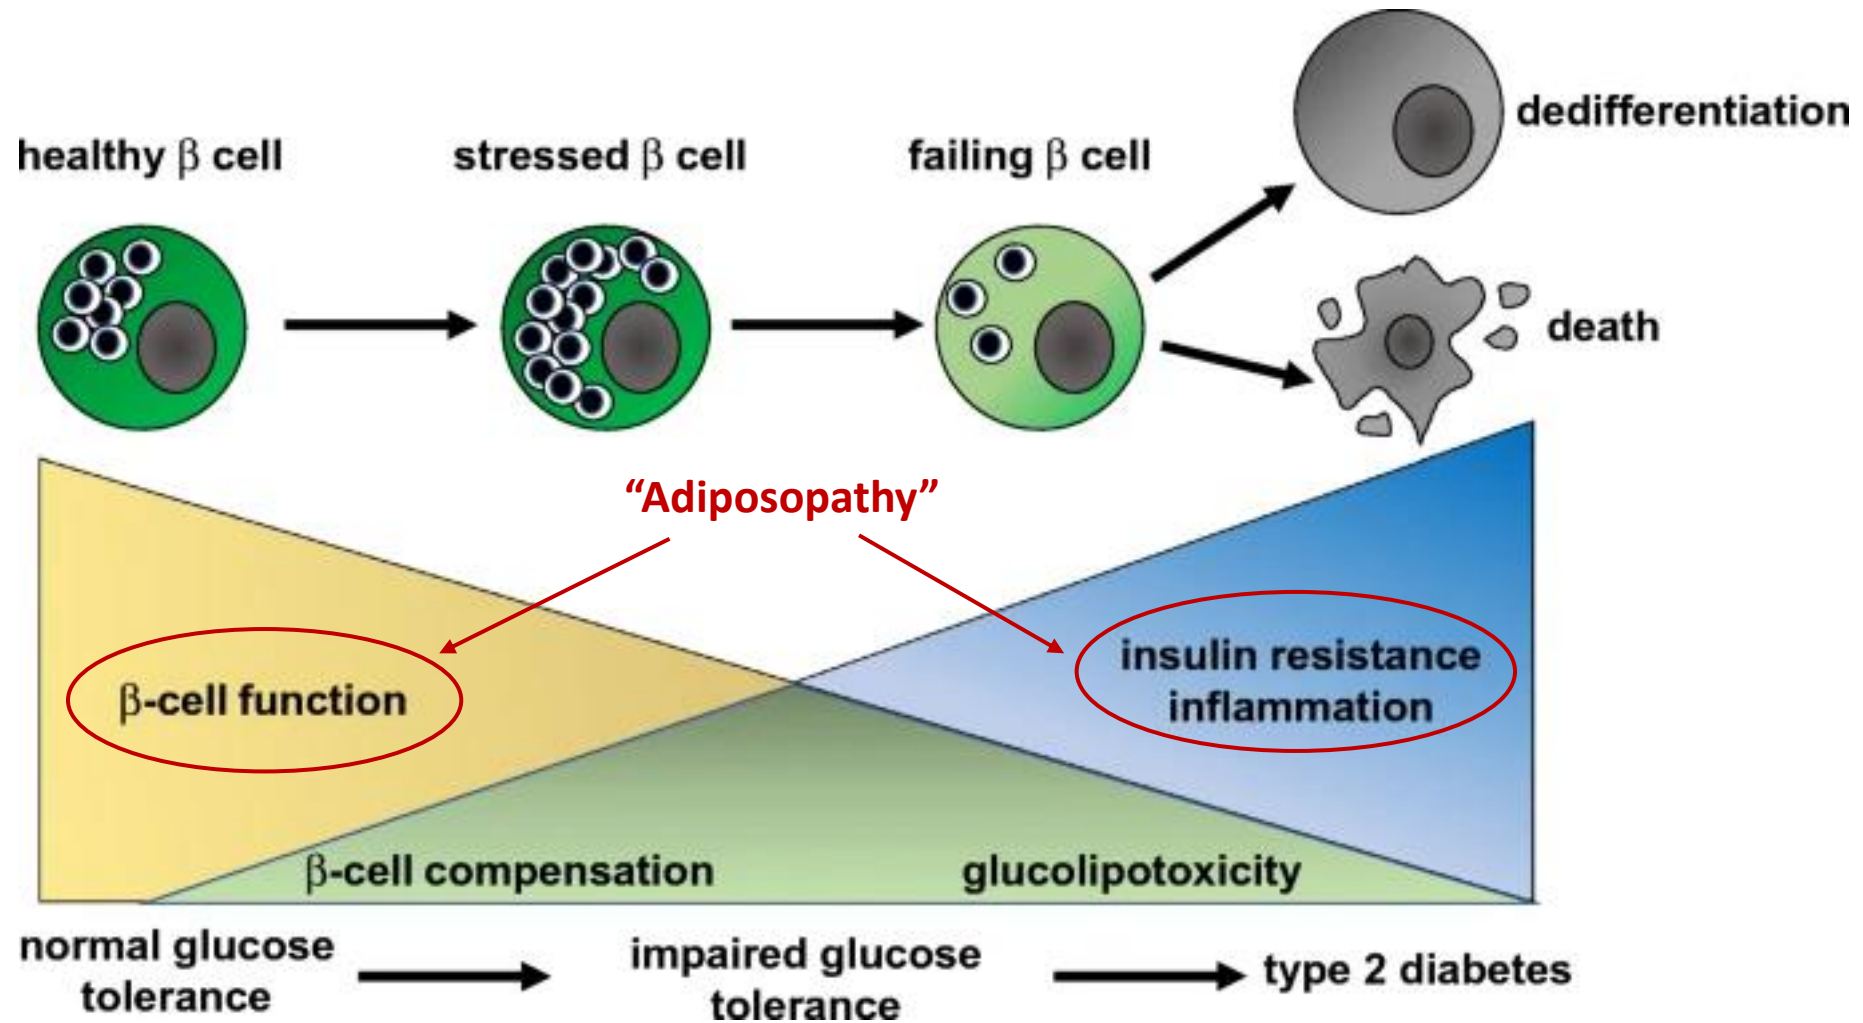 dedifferentiation
healthy β cell
stressed β cell
failing β cell
death
“Adiposopathy”
β-cell function
insulin resistance
inflammation
β-cell compensation
glucolipotoxicity
normal glucose
tolerance
impaired glucose
tolerance
type 2 diabetes